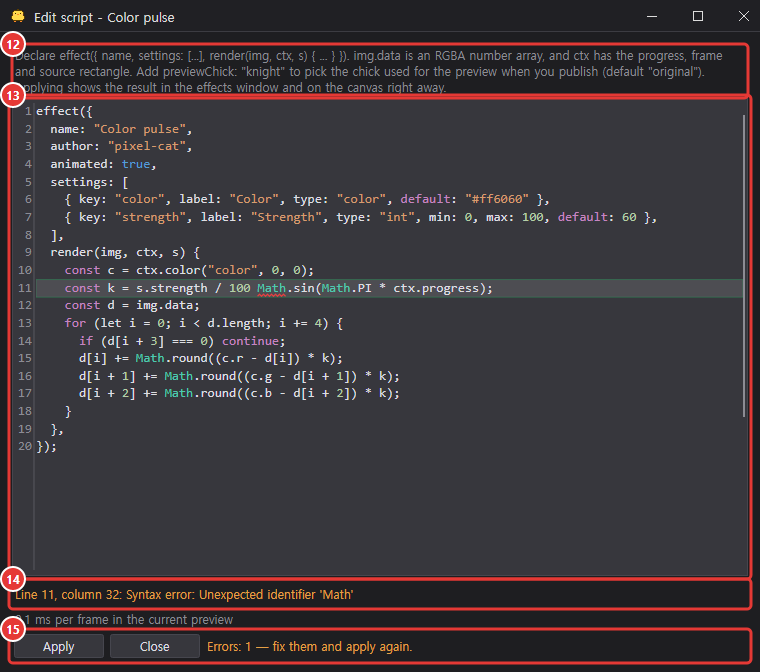 Edit script - Color pulse
12
Declare effect({ name, settings: [...], render(img, ctx, s) { ... } }). img.data is an RGBA number array, and ctx has the progress, frame
and source rectangle. Add previewChick: "knight" to pick the chick used for the preview when you publish (default "original").
13
pplying shows the result in the effects window and on the canvas right away.
1 effect({
2 name: "Color pulse",
3 author: "pixel-cat",
4 animated: true,
5 settings: [
6 { key: "color", label: "Color", type: "color", default: "#ff6060" },
7 { key: "strength", label: "Strength", type: "int", min: 0, max: 100, default: 60 },
8 ],
9 render(img, ctx, s) {
10 const c = ctx.color("color", 0, 0);
11 const k = s.strength / 100 Math.sin(Math.PI * ctx.progress);
12 const d = img.data;
13 for (let i = 0; i < d.length; i += 4) {
14 if (d[i + 3] === 0) continue;
15 d[i] += Math.round((c.r - d[i]) * k);
16 d[i + 1] += Math.round((c.g - d[i + 1]) * k);
17 d[i + 2] += Math.round((c.b - d[i + 2]) * k);
18 }
19 },
20 });
14
Line 11, column 32: Syntax error: Unexpected identifier 'Math'
.1 ms per frame in the current preview
15
Apply Close Errors: 1 — fix them and apply again.